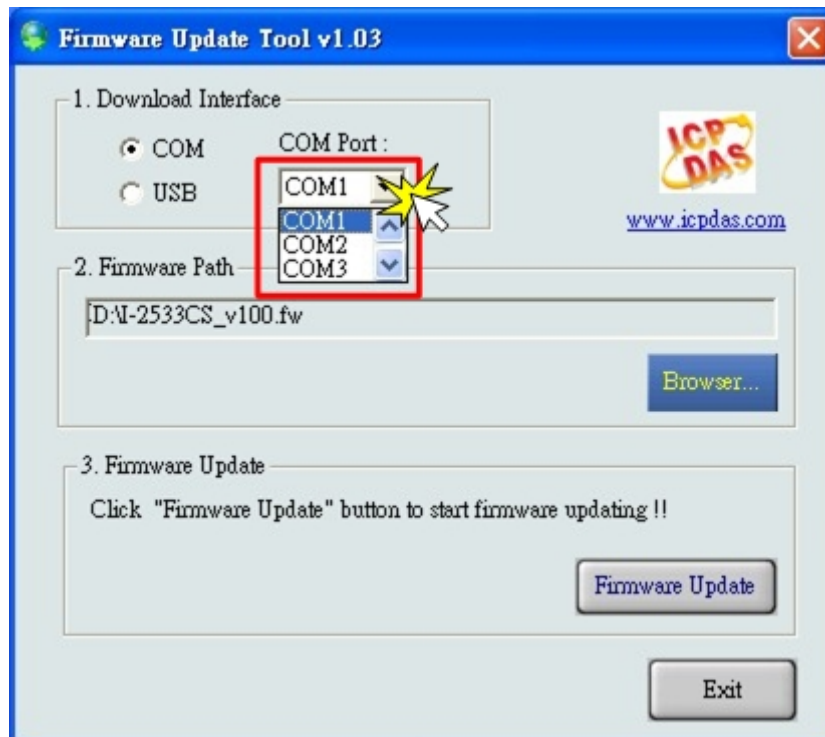 Firmware Update Tool v1.03
1. Download Interface
COM
COM Port :
USB
COM1
COM1
COM2
COM3
ICP
DAS
www.icpdas.com
2. Firmware Path
D:\I-2533CS_v100.fw
Browser...
3. Firmware Update
Click "Firmware Update" button to start firmware updating !!
Firmware Update
Exit